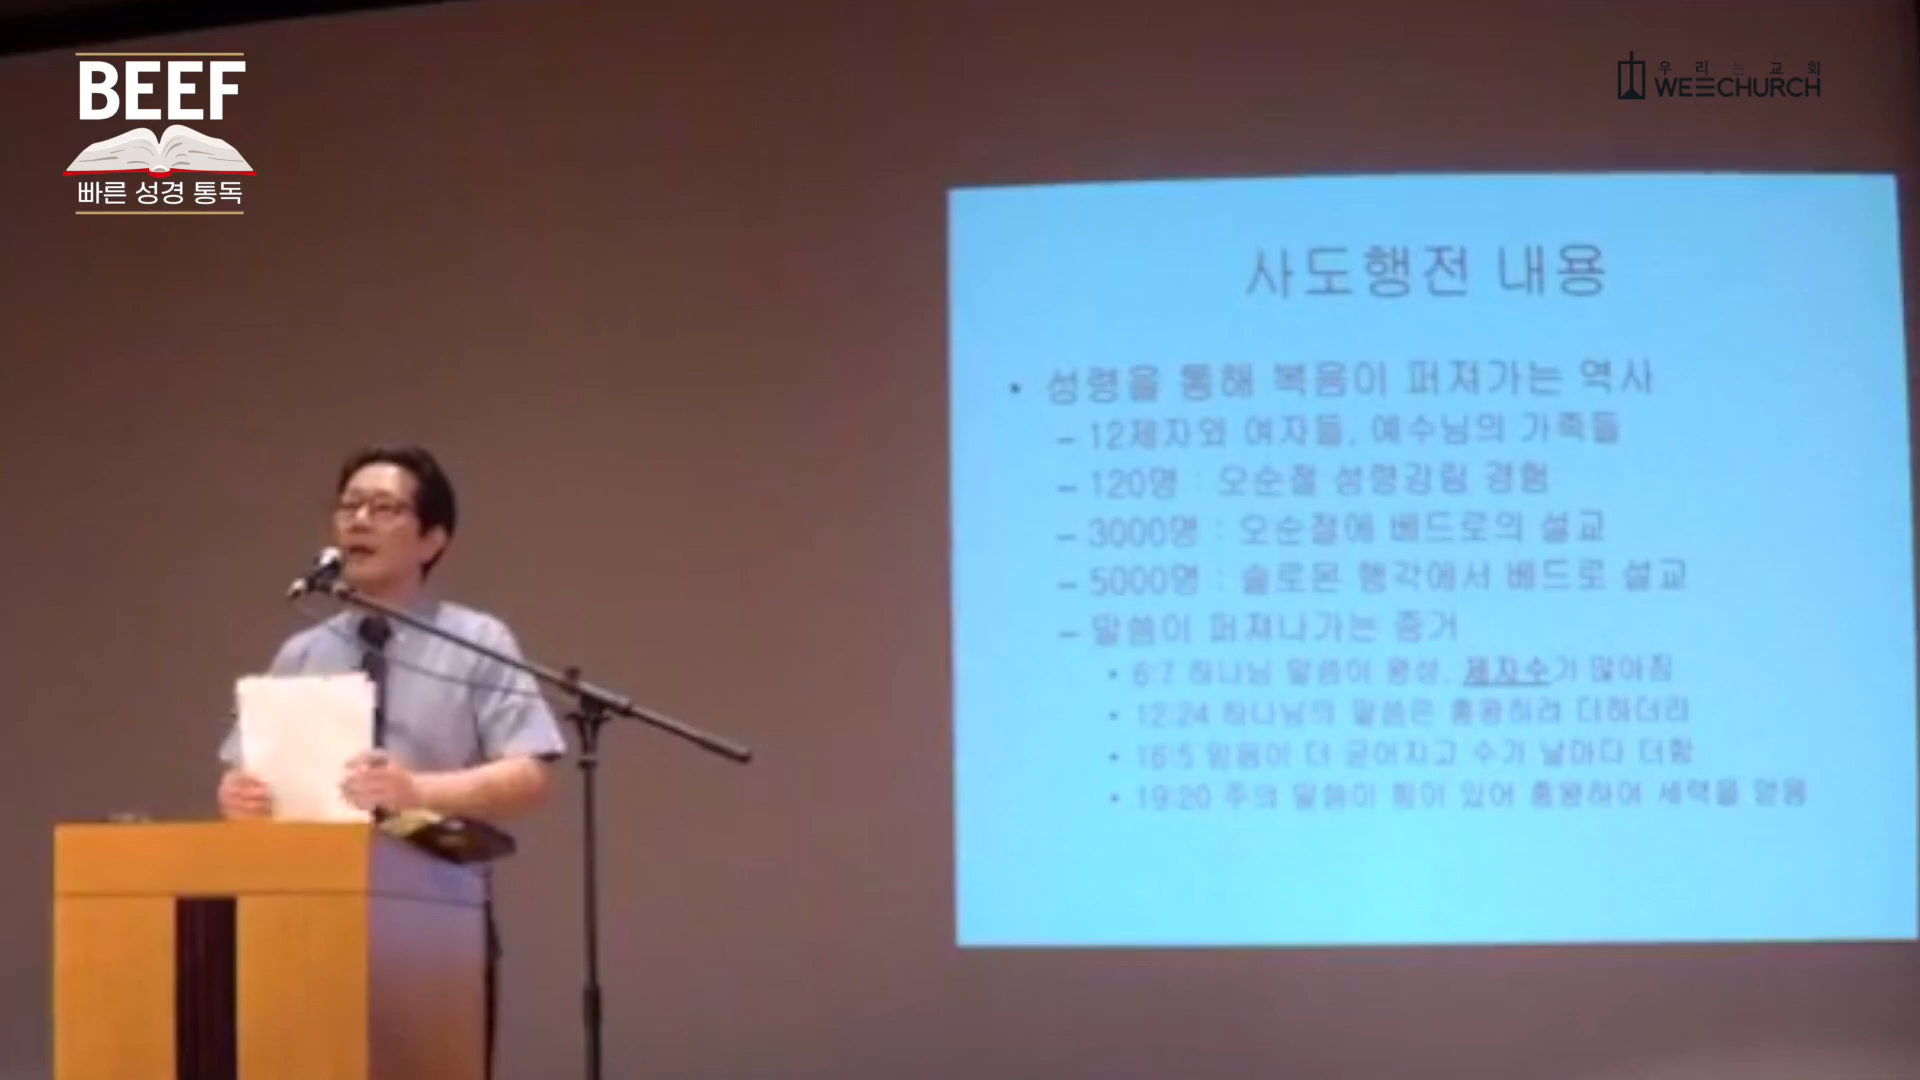 BEEF
빠른 성경 통독
우리는교회
WE CHURCH
사도행전 내용
• 성령을 통해 복음이 퍼져가는 역사
– 12제자와 여자들, 예수님의 가족들
– 120명 : 오순절 성령강림 경험
– 3000명 : 오순절에 베드로의 설교
– 5000명 : 솔로몬 행각에서 베드로 설교
– 말씀이 퍼져나가는 증거
• 6:7 하나님 말씀이 왕성, 제자수가 많아짐
• 12:24 하나님의 말씀은 흥왕하려 더하더라
• 16:5 믿음이 더 굳어지고 수가 날마다 더함
• 19:20 주의 말씀이 힘이 있어 흥왕하여 세력을 얻음